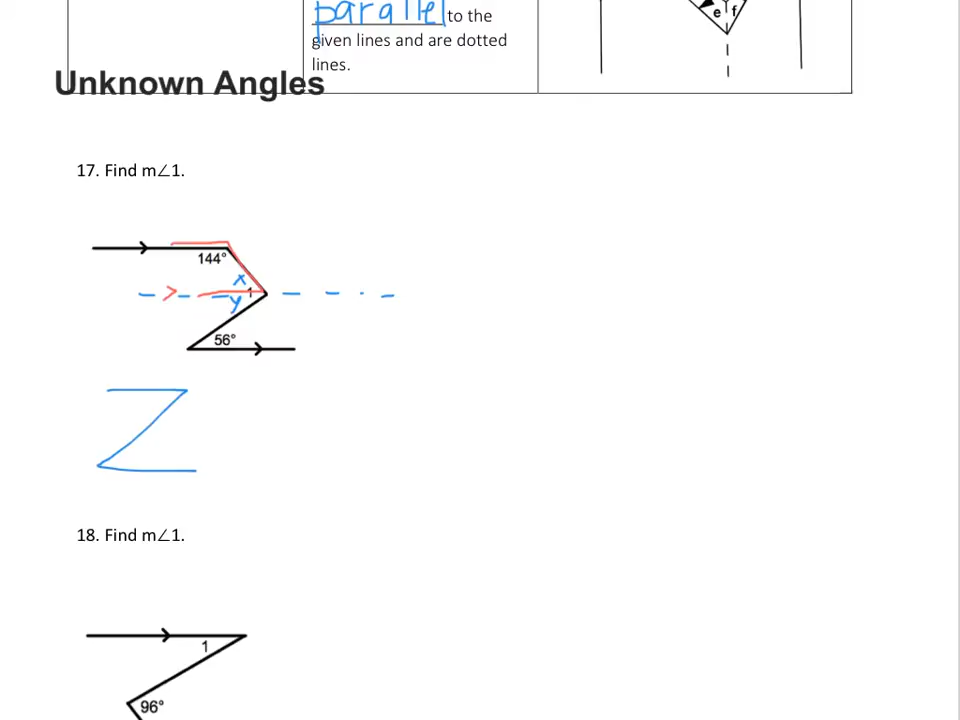 parallel to the
given lines and are dotted
lines.
e f
Unknown Angles
17. Find m∠1.
144°
x
1
y
56°
Z
18. Find m∠1.
1
96°